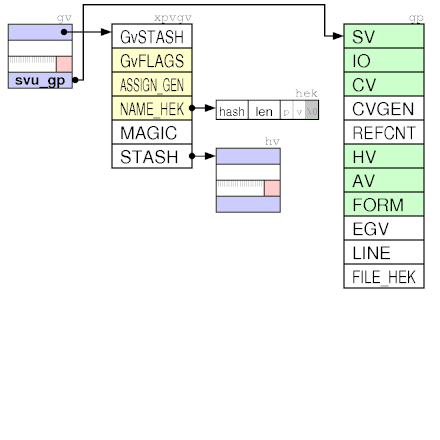 gv
xpvgv
gp
svu_gp
GvSTASH
GvFLAGS
ASSIGN_GEN
NAME_HEK
MAGIC
STASH
hek
hash len p v \0
hv
SV
IO
CV
CVGEN
REFCNT
HV
AV
FORM
EGV
LINE
FILE_HEK